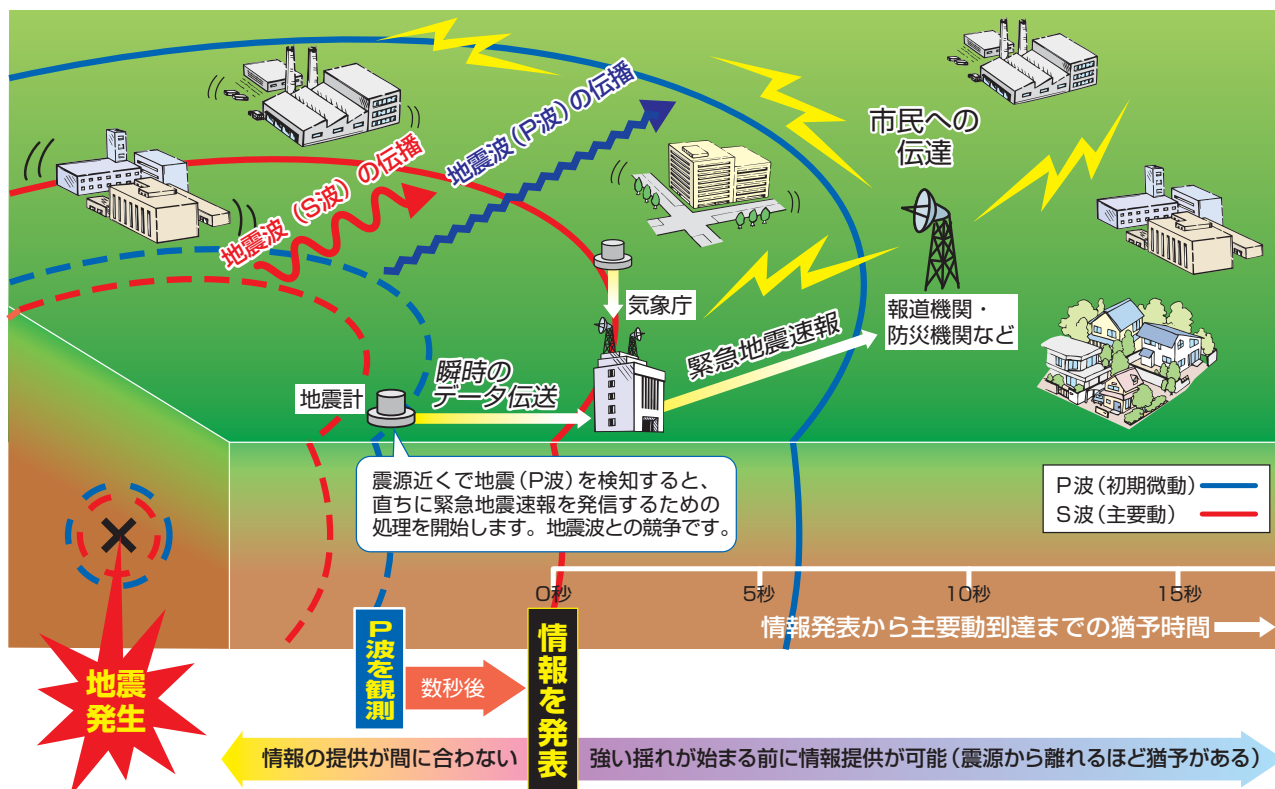 地震波(P波)の伝播
地震波(S波)の伝播
市民への
伝達
気象庁
報道機関・
防災機関など
緊急地震速報
瞬時の
データ伝送
地震計
震源近くで地震(P波)を検知すると、
直ちに緊急地震速報を発信するための
処理を開始します。地震波との競争です。
P波(初期微動)
S波(主要動)
0秒
5秒
10秒
15秒
情報発表から主要動到達までの猶予時間
地震
発生
P波を観測
数秒後
情報を発表
情報の提供が間に合わない
強い揺れが始まる前に情報提供が可能(震源から離れるほど猶予がある)